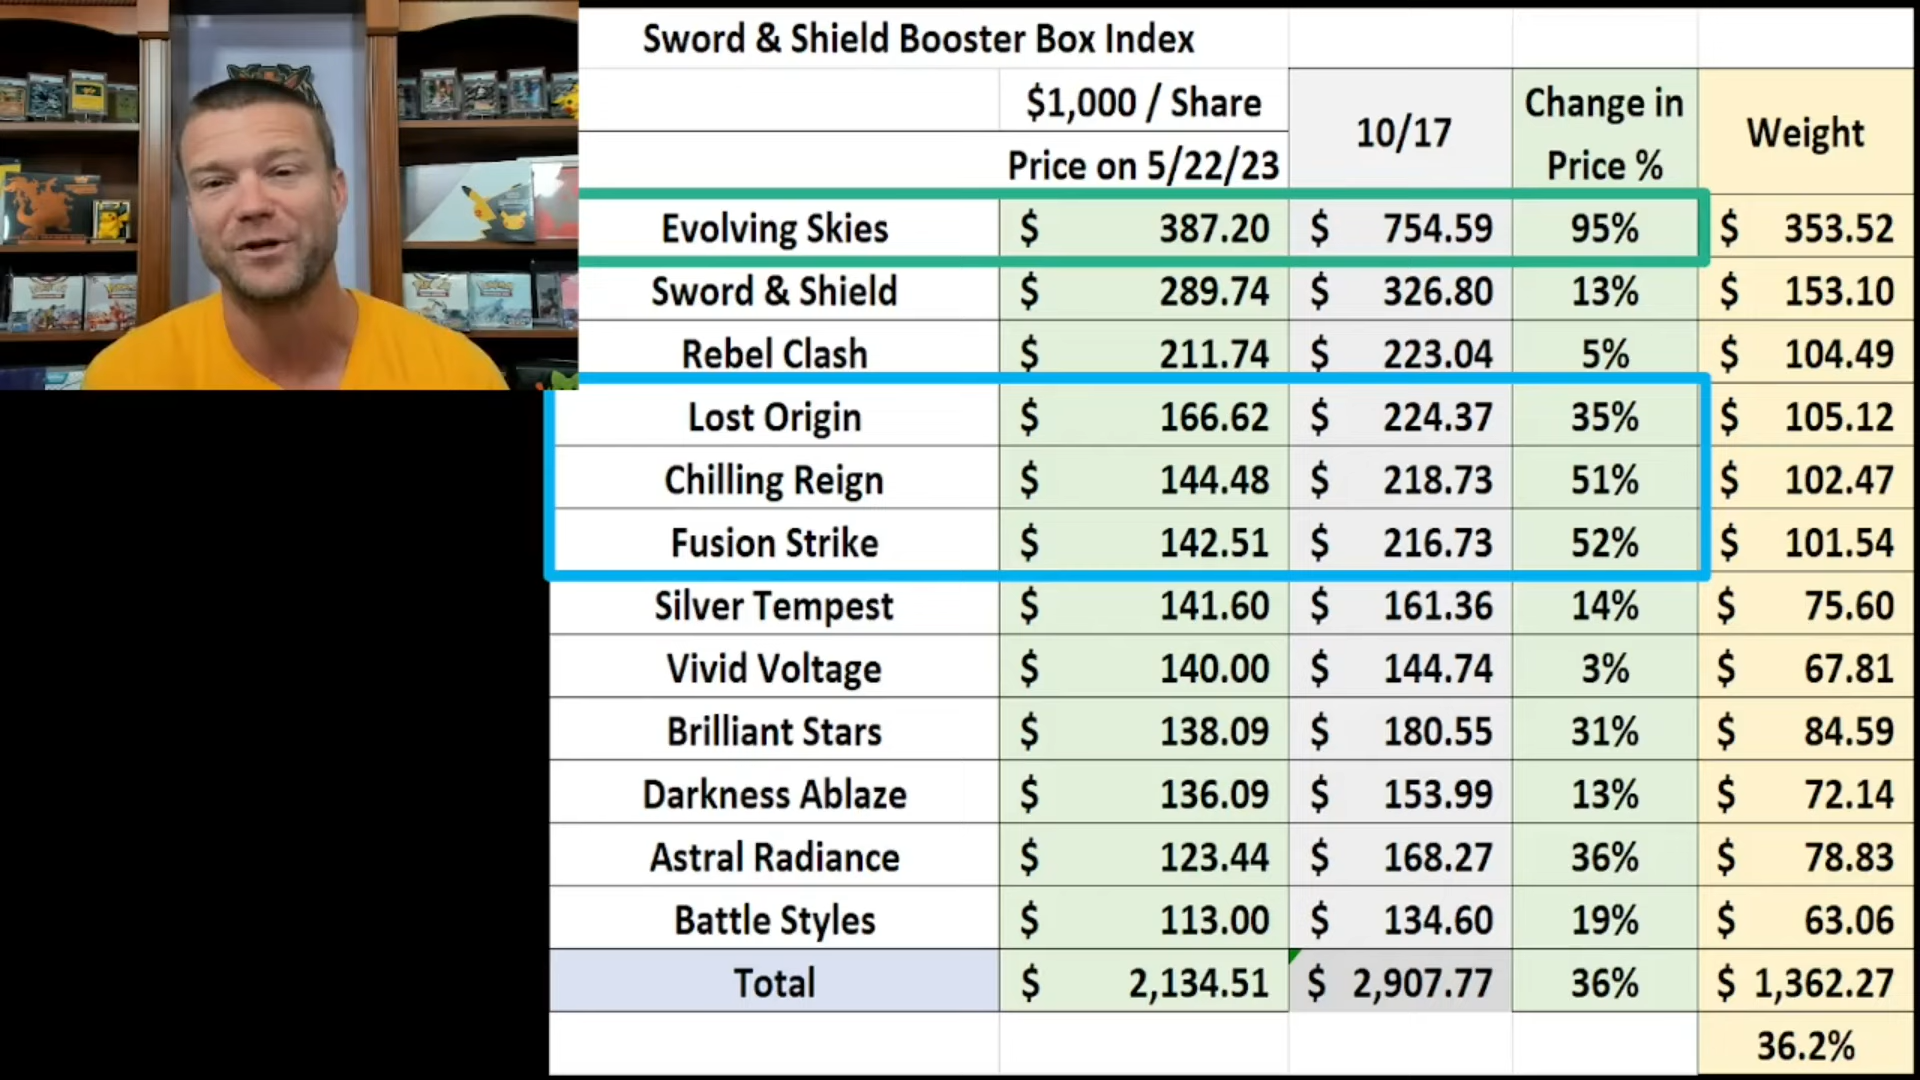 Sword & Shield Booster Box Index
$1,000 / Share 10/17 Change in Price % Weight
Price on 5/22/23
Evolving Skies $ 387.20 $ 754.59 95% $ 353.52
Sword & Shield $ 289.74 $ 326.80 13% $ 153.10
Rebel Clash $ 211.74 $ 223.04 5% $ 104.49
Lost Origin $ 166.62 $ 224.37 35% $ 105.12
Chilling Reign $ 144.48 $ 218.73 51% $ 102.47
Fusion Strike $ 142.51 $ 216.73 52% $ 101.54
Silver Tempest $ 141.60 $ 161.36 14% $ 75.60
Vivid Voltage $ 140.00 $ 144.74 3% $ 67.81
Brilliant Stars $ 138.09 $ 180.55 31% $ 84.59
Darkness Ablaze $ 136.09 $ 153.99 13% $ 72.14
Astral Radiance $ 123.44 $ 168.27 36% $ 78.83
Battle Styles $ 113.00 $ 134.60 19% $ 63.06
Total $ 2,134.51 $ 2,907.77 36% $ 1,362.27
36.2%